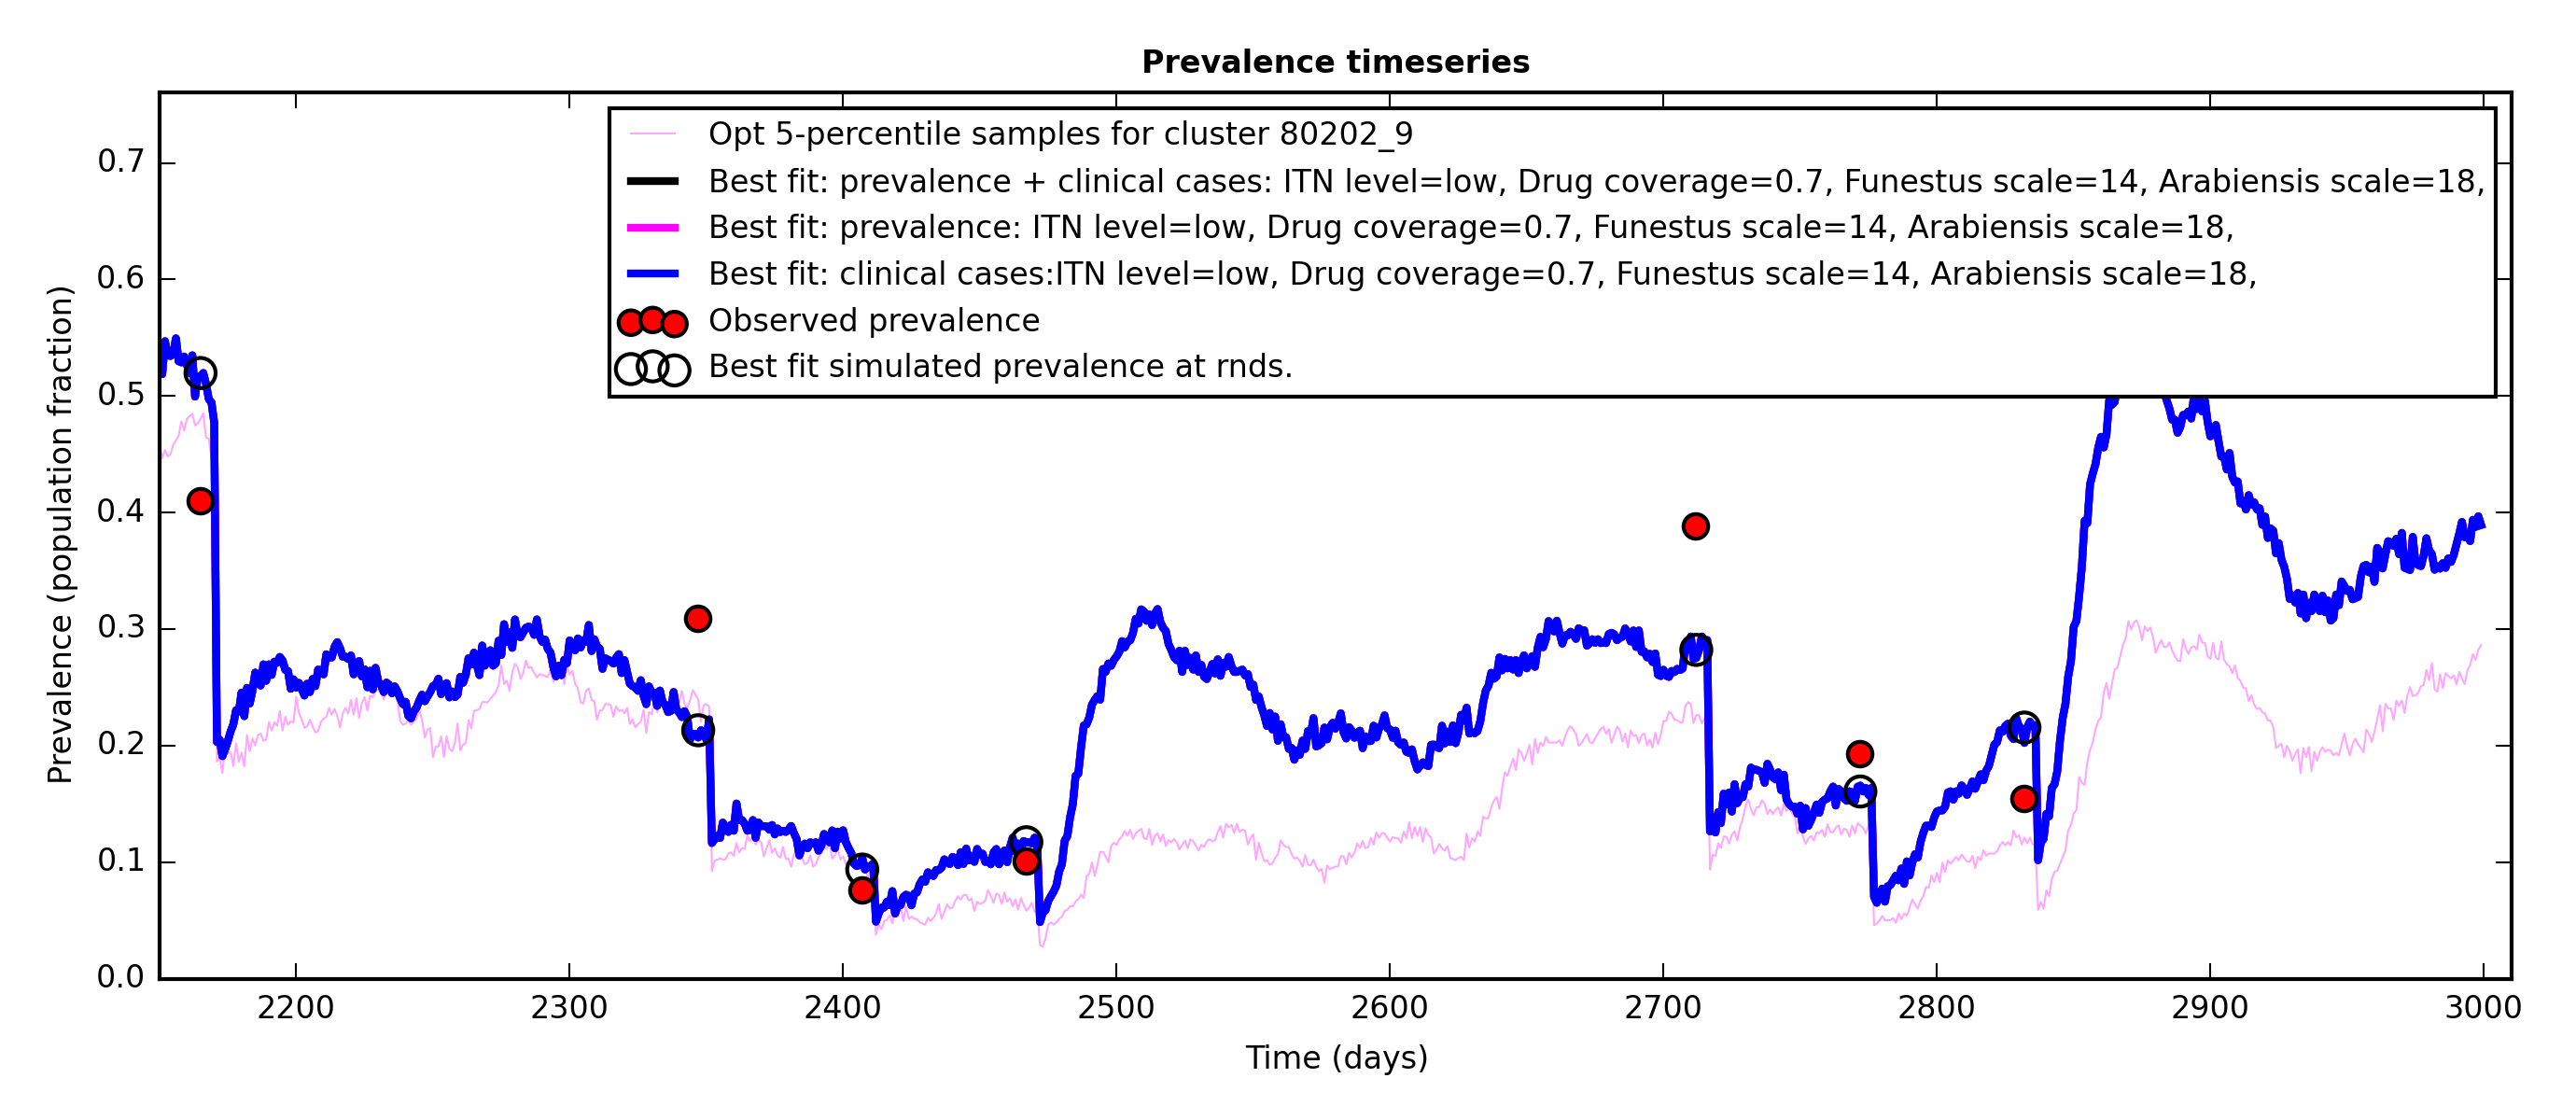 Prevalence timeseries
Opt 5-percentile samples for cluster 80202_9
Best fit: prevalence + clinical cases: ITN level=low, Drug coverage=0.7, Funestus scale=14, Arabiensis scale=18,
Best fit: prevalence: ITN level=low, Drug coverage=0.7, Funestus scale=14, Arabiensis scale=18,
Best fit: clinical cases:ITN level=low, Drug coverage=0.7, Funestus scale=14, Arabiensis scale=18,
Observed prevalence
Best fit simulated prevalence at rnds.
Prevalence (population fraction)
0.7
0.6
0.5
0.4
0.3
0.2
0.1
0.0
2200 2300 2400 2500 2600 2700 2800 2900 3000
Time (days)